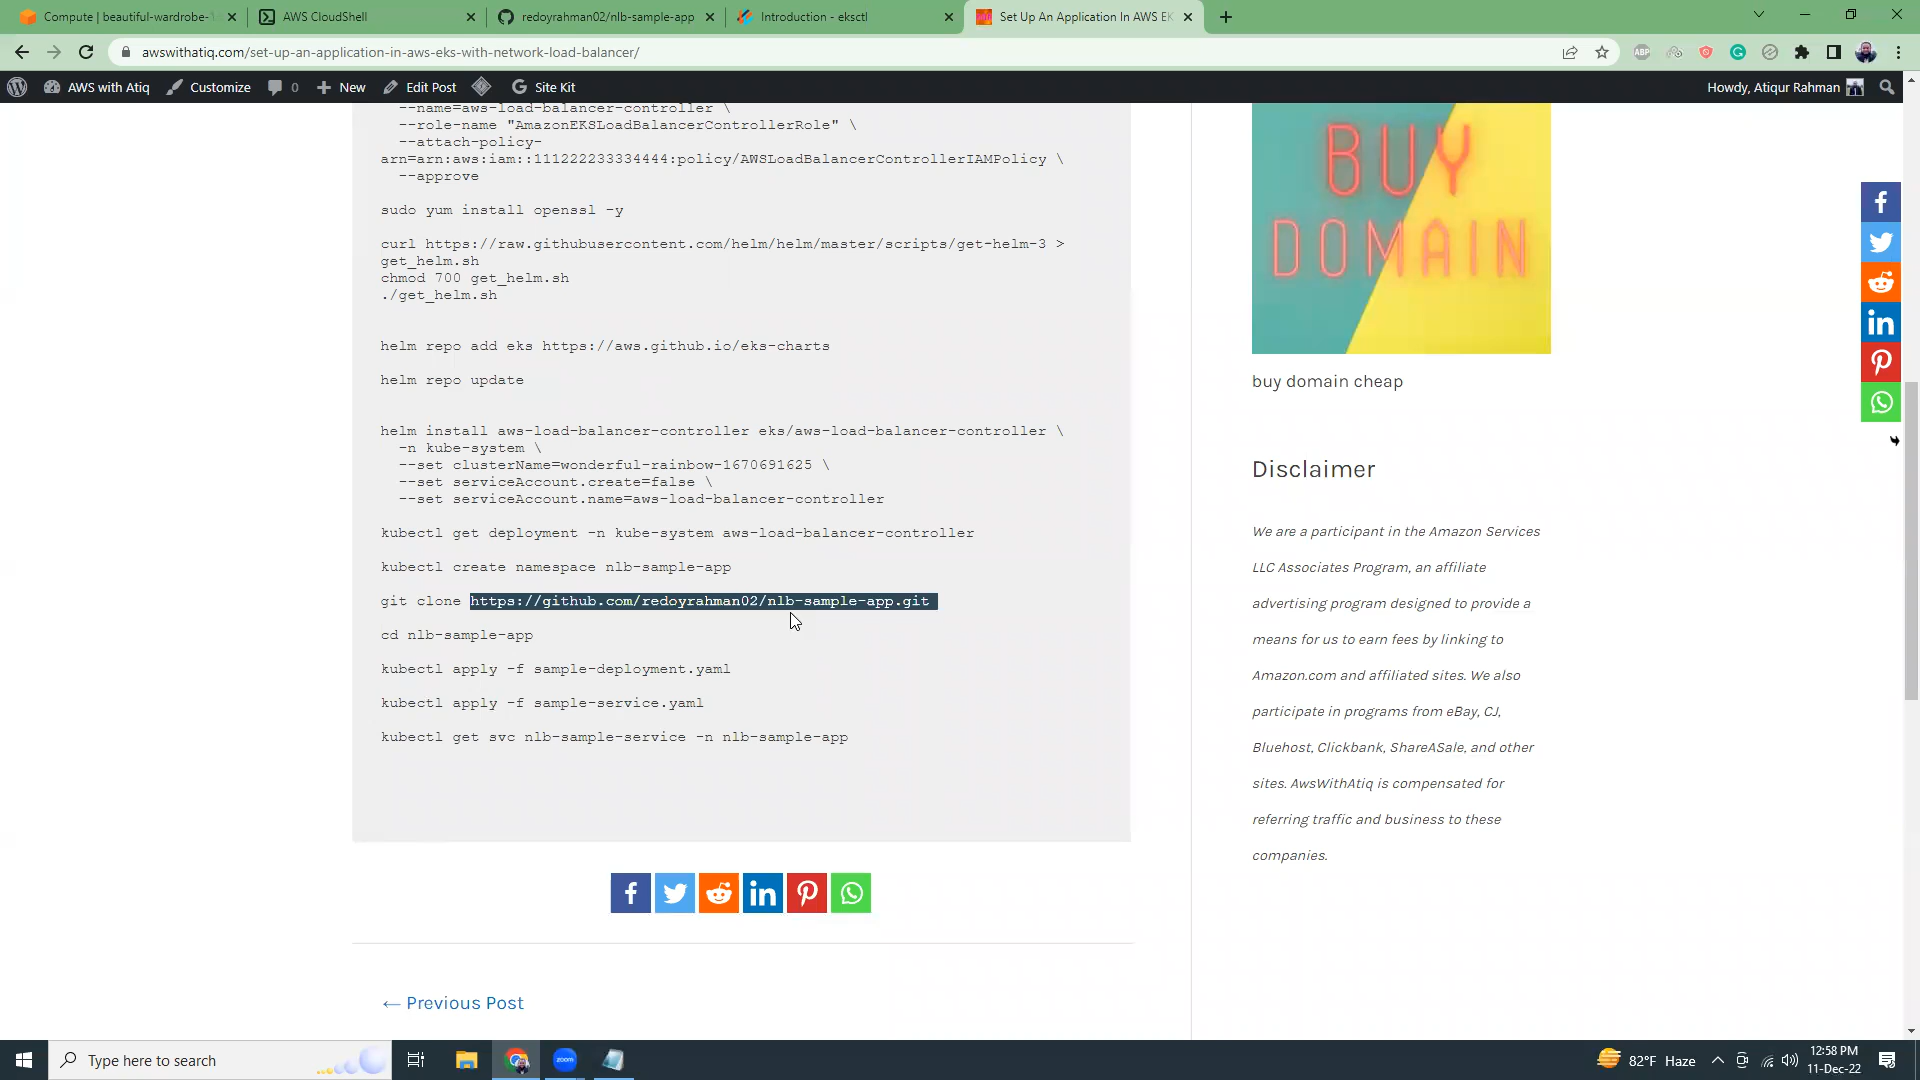 Compute | beautiful-wardrobe-1
AWS CloudShell
redoyrahman02/nlb-sample-app
Introduction - eksctl
Set Up An Application In AWS EK
awswithatiq.com/set-up-an-application-in-aws-eks-with-network-load-balancer/
AWS with Atiq
Customize
0
New
Edit Post
Site Kit
Howdy, Atiqur Rahman
--name=aws-load-balancer-controller \
--role-name "AmazonEKSLoadBalancerControllerRole" \
--attach-policy-
arn=arn:aws:iam::111222233334444:policy/AWSLoadBalancerControllerIAMPolicy \
--approve
sudo yum install openssl -y
curl https://raw.githubusercontent.com/helm/helm/master/scripts/get-helm-3 >
get_helm.sh
chmod 700 get_helm.sh
./get_helm.sh
helm repo add eks https://aws.github.io/eks-charts
helm repo update
helm install aws-load-balancer-controller eks/aws-load-balancer-controller \
-n kube-system \
--set clusterName=wonderful-rainbow-1670691625 \
--set serviceAccount.create=false \
--set serviceAccount.name=aws-load-balancer-controller
kubectl get deployment -n kube-system aws-load-balancer-controller
kubectl create namespace nlb-sample-app
git clone https://github.com/redoyrahman02/nlb-sample-app.git
cd nlb-sample-app
kubectl apply -f sample-deployment.yaml
kubectl apply -f sample-service.yaml
kubectl get svc nlb-sample-service -n nlb-sample-app
← Previous Post
BUY
DOMAIN
buy domain cheap
Disclaimer
We are a participant in the Amazon Services
LLC Associates Program, an affiliate
advertising program designed to provide a
means for us to earn fees by linking to
Amazon.com and affiliated sites. We also
participate in programs from eBay, CJ,
Bluehost, Clickbank, ShareASale, and other
sites. AwsWithAtiq is compensated for
referring traffic and business to these
companies.
Type here to search
zoom
82°F Haze
12:58 PM
11-Dec-22